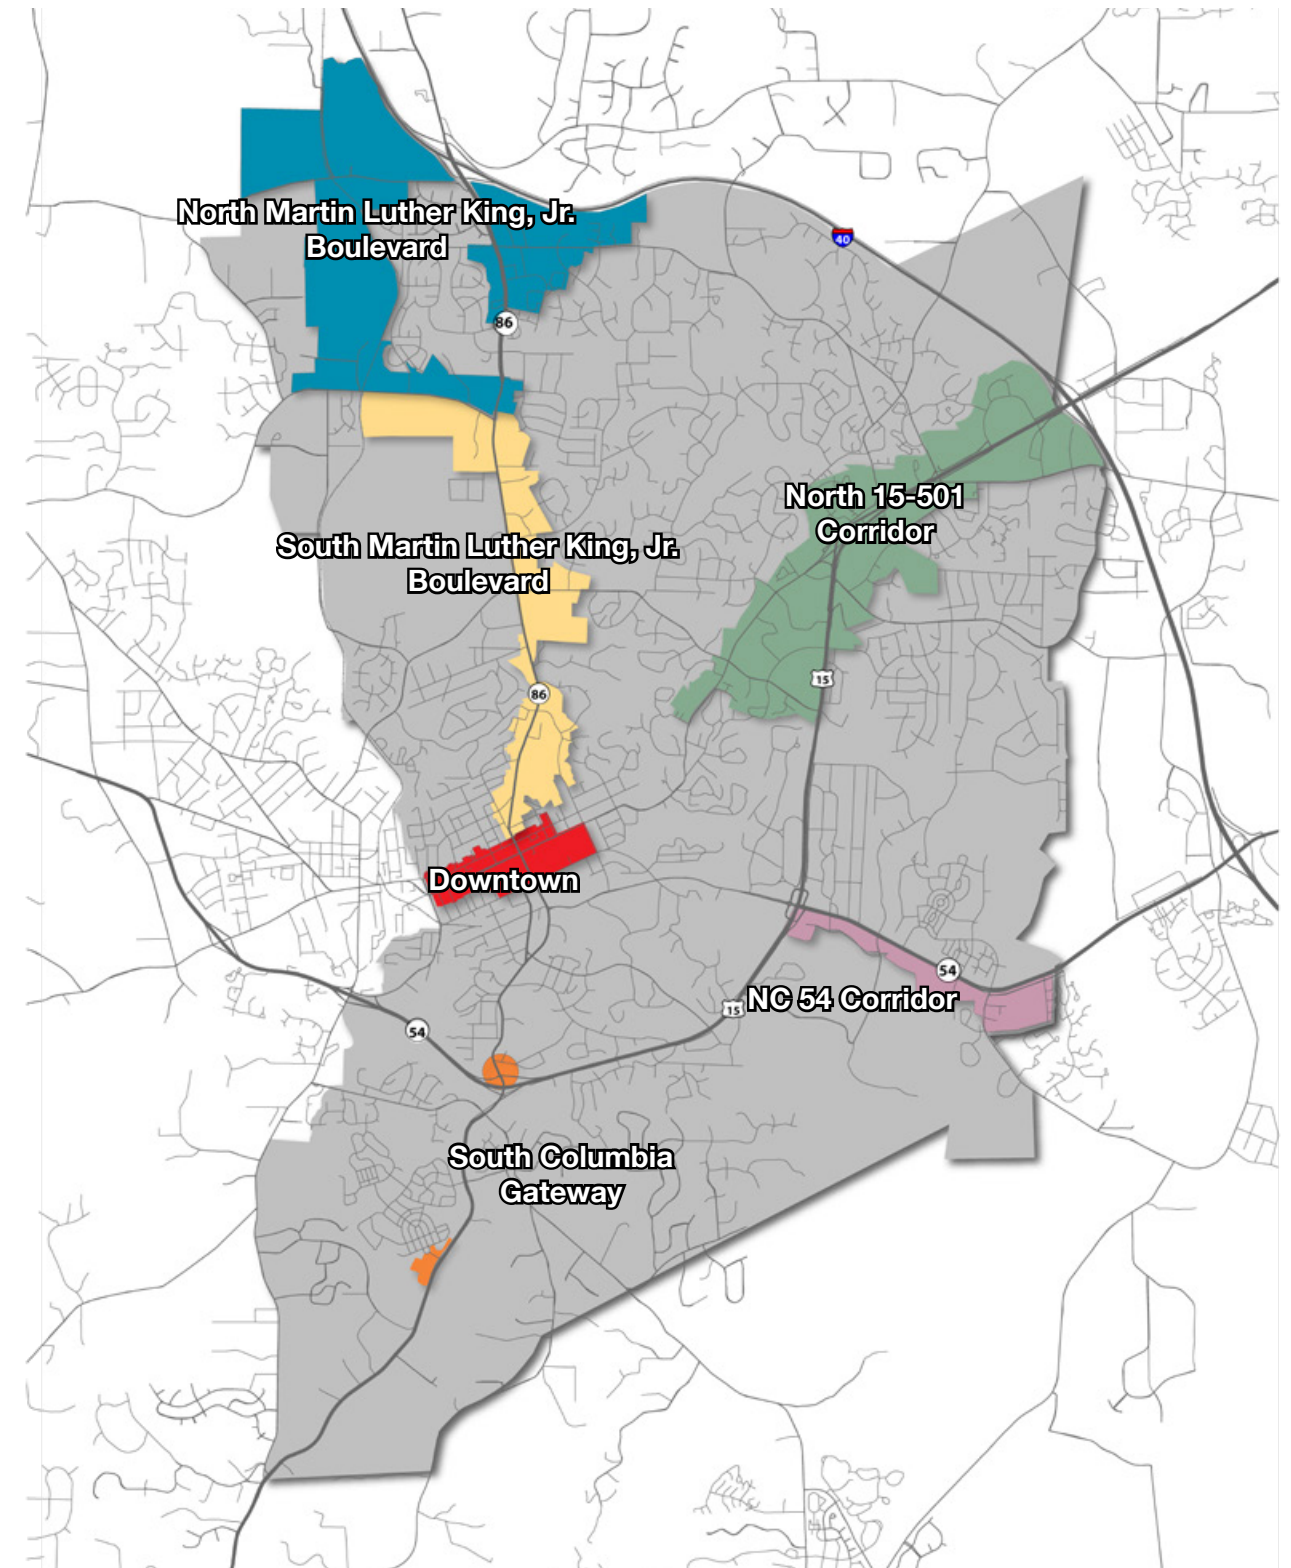 North Martin Luther King, Jr.
Boulevard
40
86
North 15-501
Corridor
South Martin Luther King, Jr.
Boulevard
15
86
Downtown
54
NC 54 Corridor
15
54
South Columbia
Gateway